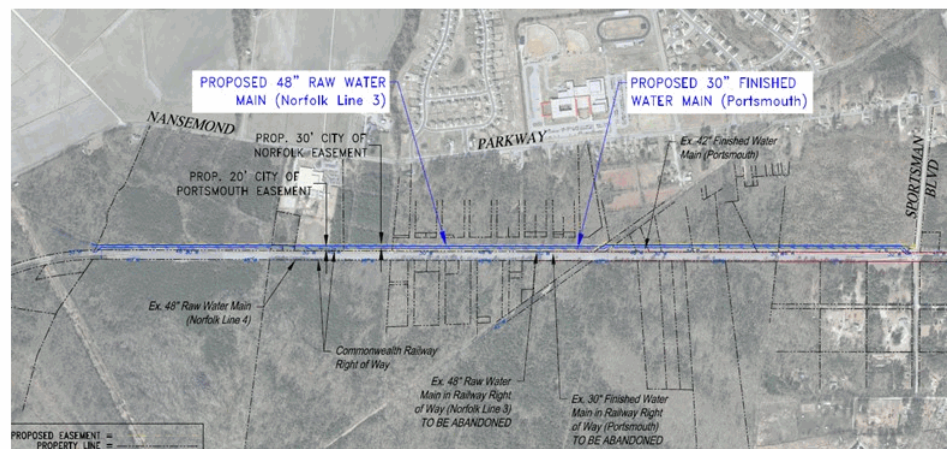 PROPOSED 48" RAW WATER
MAIN (Norfolk Line 3)
PROPOSED 30" FINISHED
WATER MAIN (Portsmouth)
NANSEMOND
PARKWAY
PROP. 30' CITY OF
NORFOLK EASEMENT
PROP. 20' CITY OF
PORTSMOUTH EASEMENT
Ex. 42" Finished Water
Main (Portsmouth)
SPORTSMAN
BLVD
Ex. 48" Raw Water Main
(Norfolk Line 4)
Commonwealth Railway
Right of Way
Ex. 48" Raw Water
Main in Railway Right
of Way (Norfolk Line 3)
TO BE ABANDONED
Ex. 30" Finished Water
Main in Railway Right
of Way (Portsmouth)
TO BE ABANDONED
PROPOSED EASEMENT =
PROPERTY LINE =